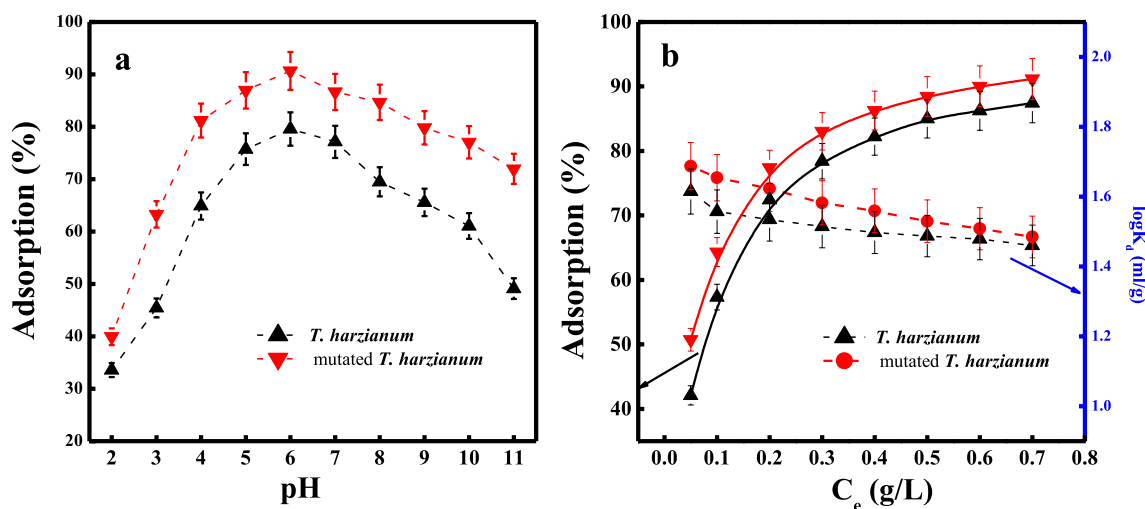 a
Adsorption (%)
100
90
80
70
60
50
40
30
20
2 3 4 5 6 7 8 9 10 11
pH
T. harzianum
mutated T. harzianum
b
Adsorption (%)
100
90
80
70
60
50
40
0.0 0.1 0.2 0.3 0.4 0.5 0.6 0.7 0.8
C_e (g/L)
T. harzianum
mutated T. harzianum
2.0
1.8
1.6
1.4
1.2
1.0
logK_d (ml/g)